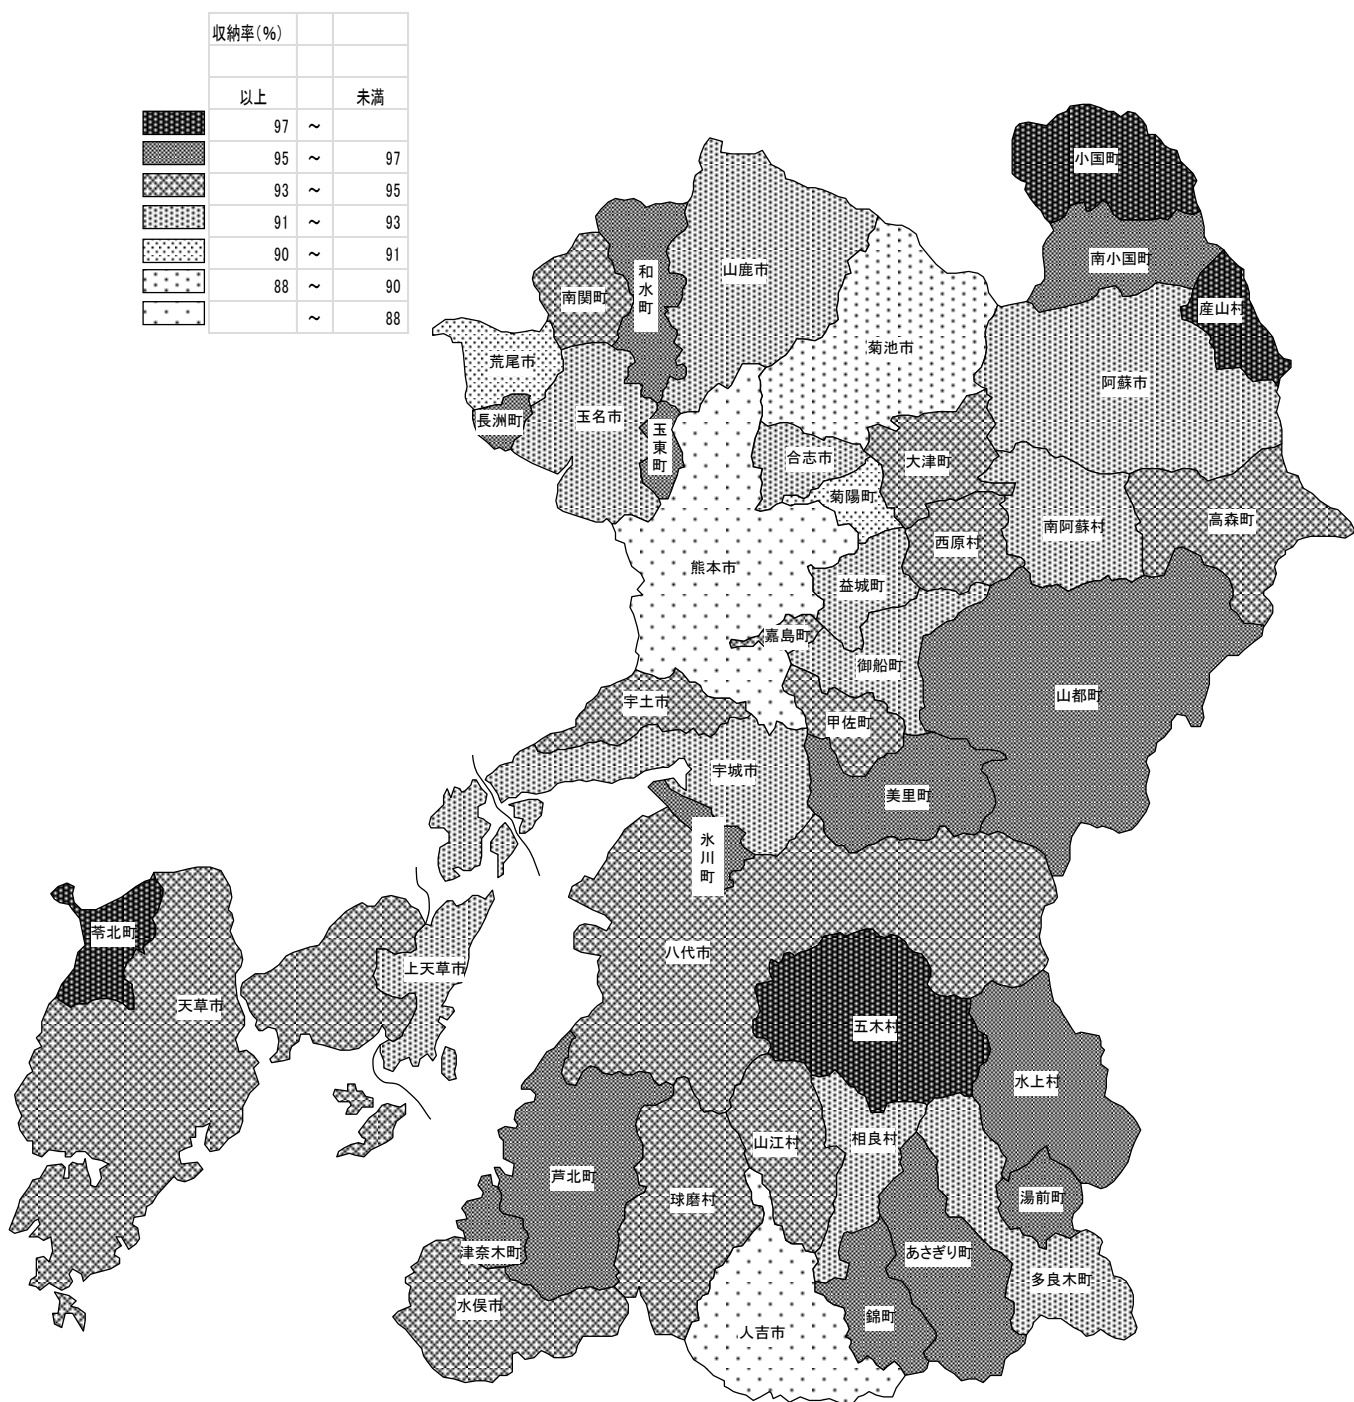 収納率(%)
以上 未満
97 ~
95 ~ 97
93 ~ 95
91 ~ 93
90 ~ 91
88 ~ 90
~ 88
小国町
南小国町
産山村
山鹿市
和水町
南関町
菊池市
荒尾市
阿蘇市
長洲町
玉名市
玉東町
合志市
大津町
菊陽町
高森町
南阿蘇村
西原村
熊本市
益城町
嘉島町
御船町
山都町
宇土市
甲佐町
宇城市
美里町
氷川町
苓北町
八代市
上天草市
天草市
五木村
水上村
相良村
山江村
芦北町
球磨村
湯前町
津奈木町
あさぎり町
多良木町
水俣市
錦町
人吉市